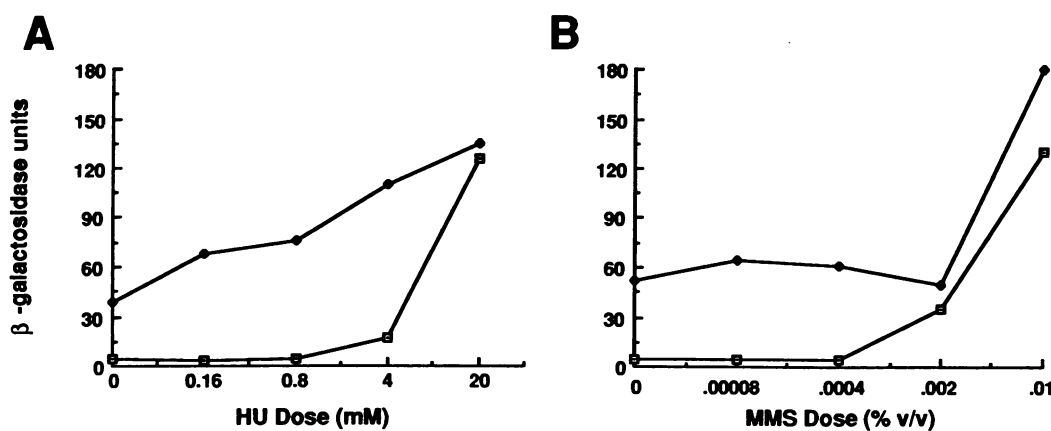 A
B
β -galactosidase units
180
150
120
90
60
30
0
0 0.16 0.8 4 20
HU Dose (mM)
180
150
120
90
60
30
0
0 .00008 .0004 .002 .01
MMS Dose (% v/v)